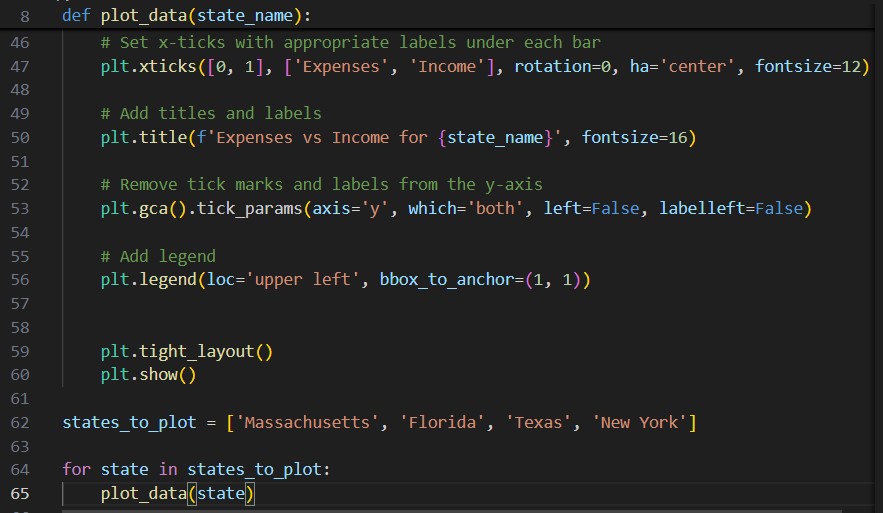 8 def plot_data(state_name):
46     # Set x-ticks with appropriate labels under each bar
47     plt.xticks([0, 1], ['Expenses', 'Income'], rotation=0, ha='center', fontsize=12)
48
49     # Add titles and labels
50     plt.title(f'Expenses vs Income for {state_name}', fontsize=16)
51
52     # Remove tick marks and labels from the y-axis
53     plt.gca().tick_params(axis='y', which='both', left=False, labelleft=False)
54
55     # Add legend
56     plt.legend(loc='upper left', bbox_to_anchor=(1, 1))
57
58
59     plt.tight_layout()
60     plt.show()
61
62 states_to_plot = ['Massachusetts', 'Florida', 'Texas', 'New York']
63
64 for state in states_to_plot:
65     plot_data(state)